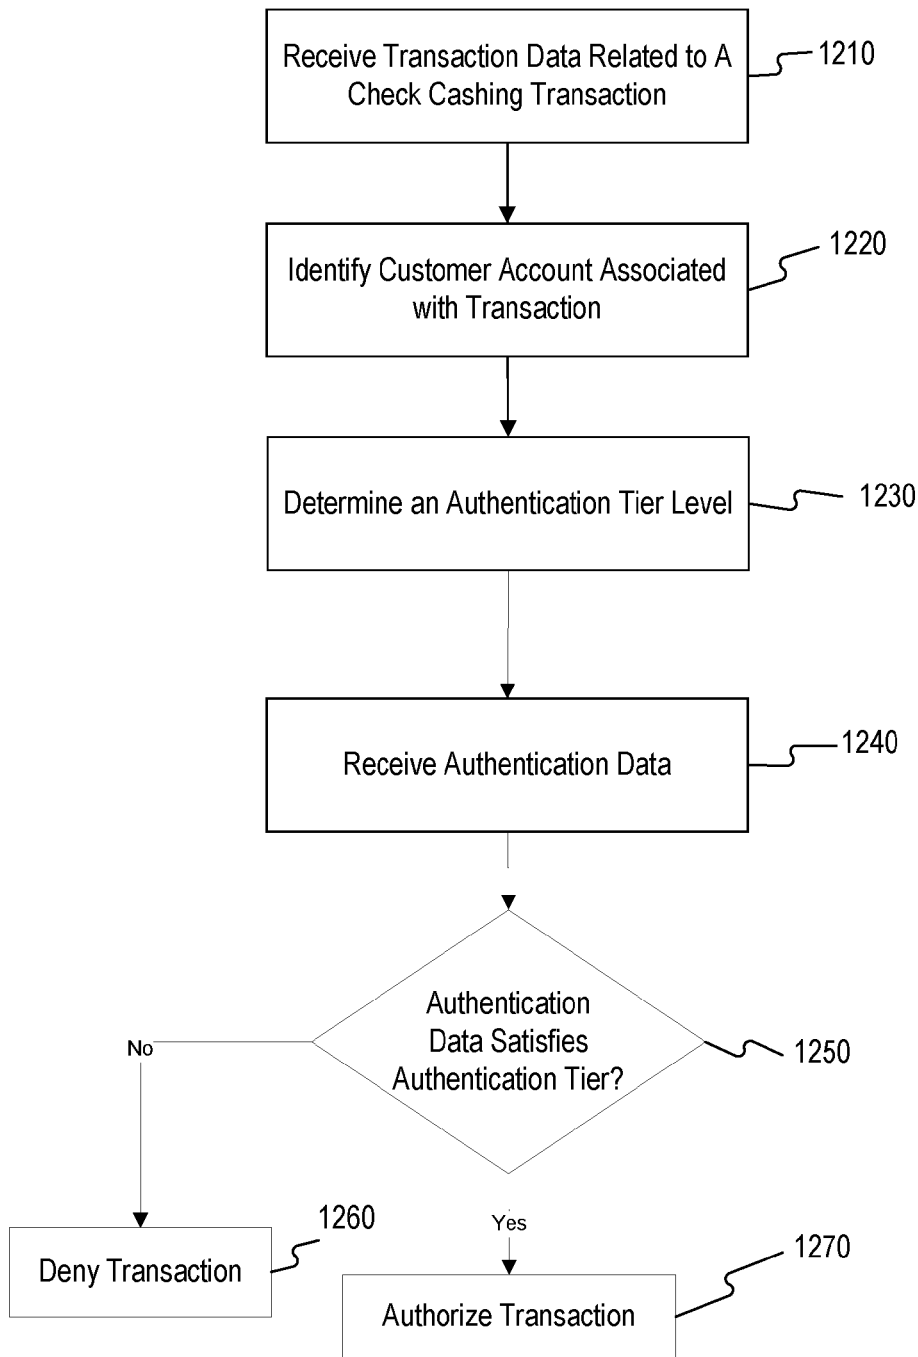 Receive Transaction Data Related to A
Check Cashing Transaction
1210
Identify Customer Account Associated
with Transaction
1220
Determine an Authentication Tier Level
1230
Receive Authentication Data
1240
Authentication
Data Satisfies
Authentication Tier?
1250
No
Deny Transaction
1260
Yes
Authorize Transaction
1270